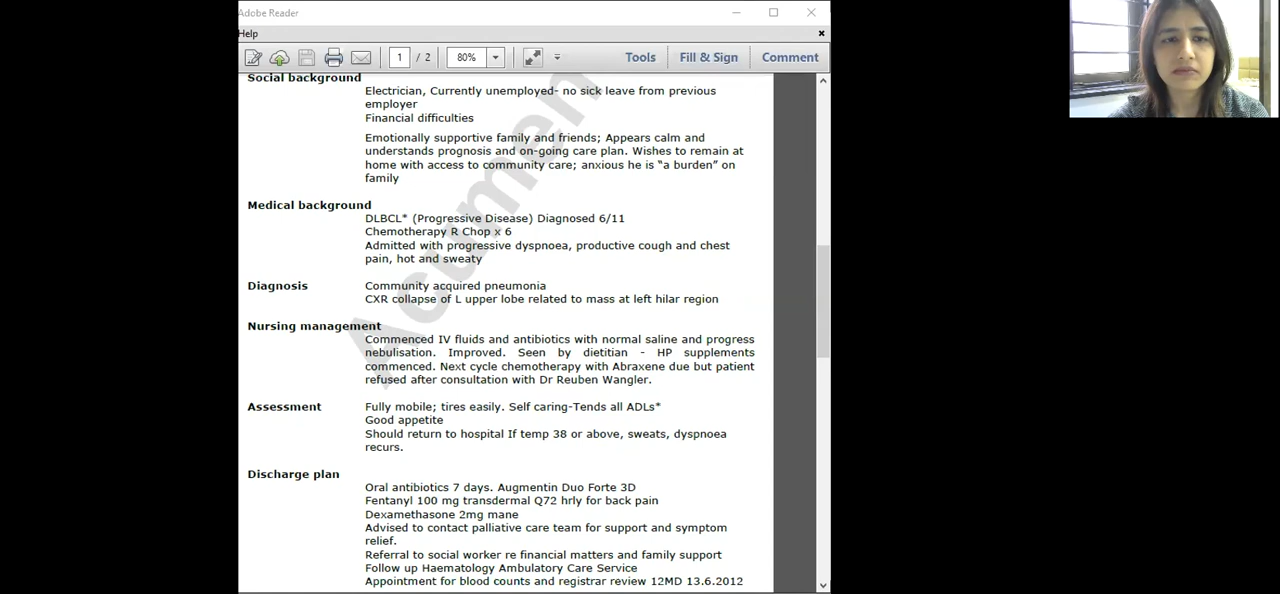 Adobe Reader
Help
1 / 2
80%
Tools
Fill & Sign
Comment
Social background
Electrician, Currently unemployed- no sick leave from previous
employer
Financial difficulties
Emotionally supportive family and friends; Appears calm and
understands prognosis and on-going care plan. Wishes to remain at
home with access to community care; anxious he is "a burden" on
family
Medical background
DLBCL* (Progressive Disease) Diagnosed 6/11
Chemotherapy R Chop x 6
Admitted with progressive dyspnoea, productive cough and chest
pain, hot and sweaty
Diagnosis
Community acquired pneumonia
CXR collapse of L upper lobe related to mass at left hilar region
Nursing management
Commenced IV fluids and antibiotics with normal saline and progress
nebulisation. Improved. Seen by dietitian - HP supplements
commenced. Next cycle chemotherapy with Abraxene due but patient
refused after consultation with Dr Reuben Wangler.
Assessment
Fully mobile; tires easily. Self caring-Tends all ADLs*
Good appetite
Should return to hospital If temp 38 or above, sweats, dyspnoea
recurs.
Discharge plan
Oral antibiotics 7 days. Augmentin Duo Forte 3D
Fentanyl 100 mg transdermal Q72 hrly for back pain
Dexamethasone 2mg mane
Advised to contact palliative care team for support and symptom
relief.
Referral to social worker re financial matters and family support
Follow up Haematology Ambulatory Care Service
Appointment for blood counts and registrar review 12MD 13.6.2012
Acumen